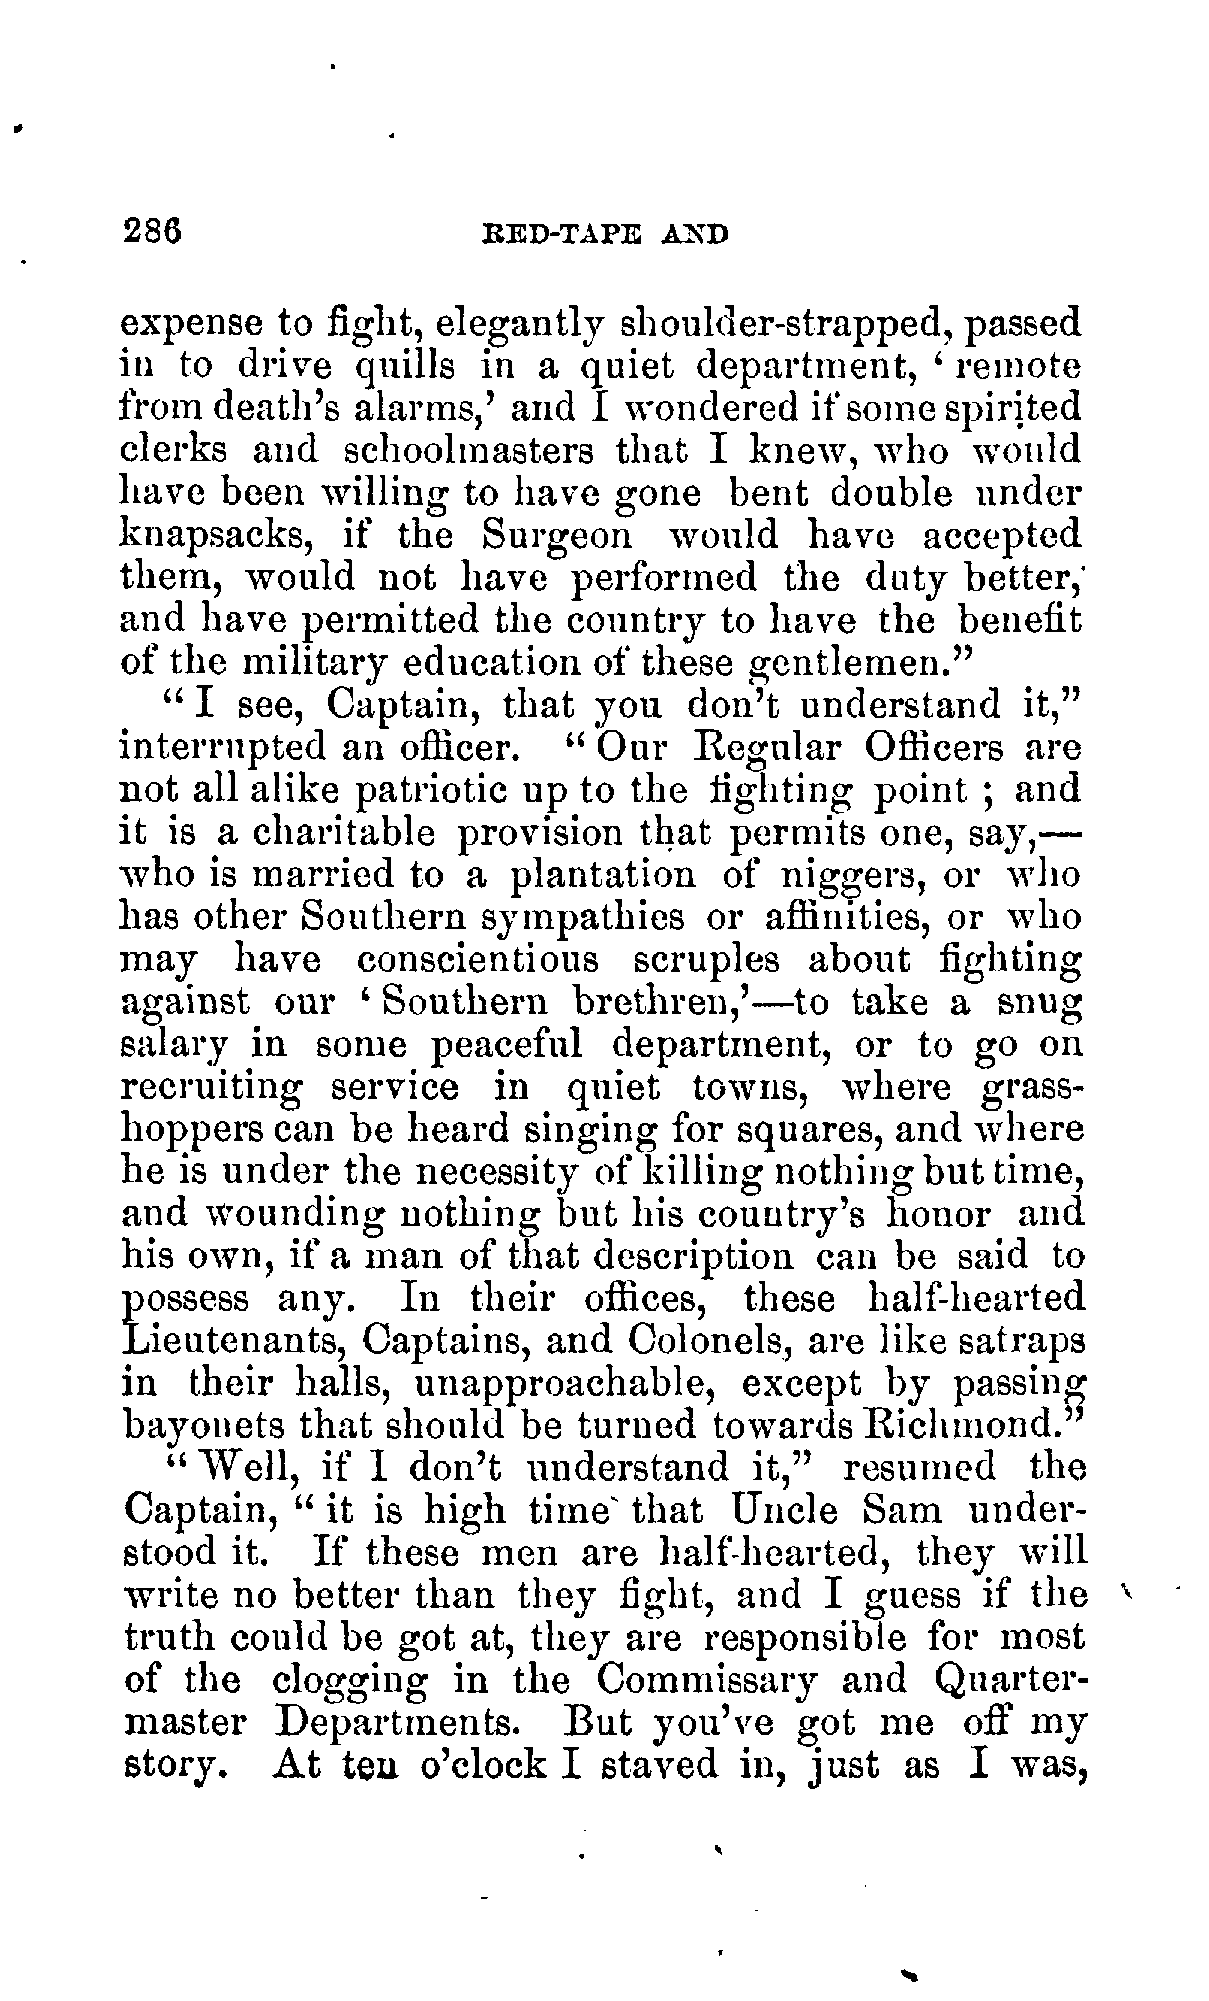 286 RED-TAPE AND
expense to fight, elegantly shoulder-strapped, passed
in to drive quills in a quiet department, ‘ remote
from death’s alarms,’ and I wondered if some spirited
clerks and schoolmasters that I knew, who would
have been willing to have gone bent double under
knapsacks, if the Surgeon would have accepted
them, would not have performed the duty better,
and have permitted the country to have the benefit
of the military education of these gentlemen.”
“ I see, Captain, that you don’t understand it,”
interrupted an officer. “ Our Regular Officers are
not all alike patriotic up to the fighting point ; and
it is a charitable provision that permits one, say,—
who is married to a plantation of niggers, or who
has other Southern sympathies or affinities, or who
may have conscientious scruples about fighting
against our ‘ Southern brethren,’—to take a snug
salary in some peaceful department, or to go on
recruiting service in quiet towns, where grass-
hoppers can be heard singing for squares, and where
he is under the necessity of killing nothing but time,
and wounding nothing but his country’s honor and
his own, if a man of that description can be said to
possess any. In their offices, these half-hearted
Lieutenants, Captains, and Colonels, are like satraps
in their halls, unapproachable, except by passing
bayonets that should be turned towards Richmond.”
“ Well, if I don’t understand it,” resumed the
Captain, “ it is high time that Uncle Sam under-
stood it. If these men are half-hearted, they will
write no better than they fight, and I guess if the
truth could be got at, they are responsible for most
of the clogging in the Commissary and Quarter-
master Departments. But you’ve got me off my
story. At ten o’clock I staved in, just as I was,